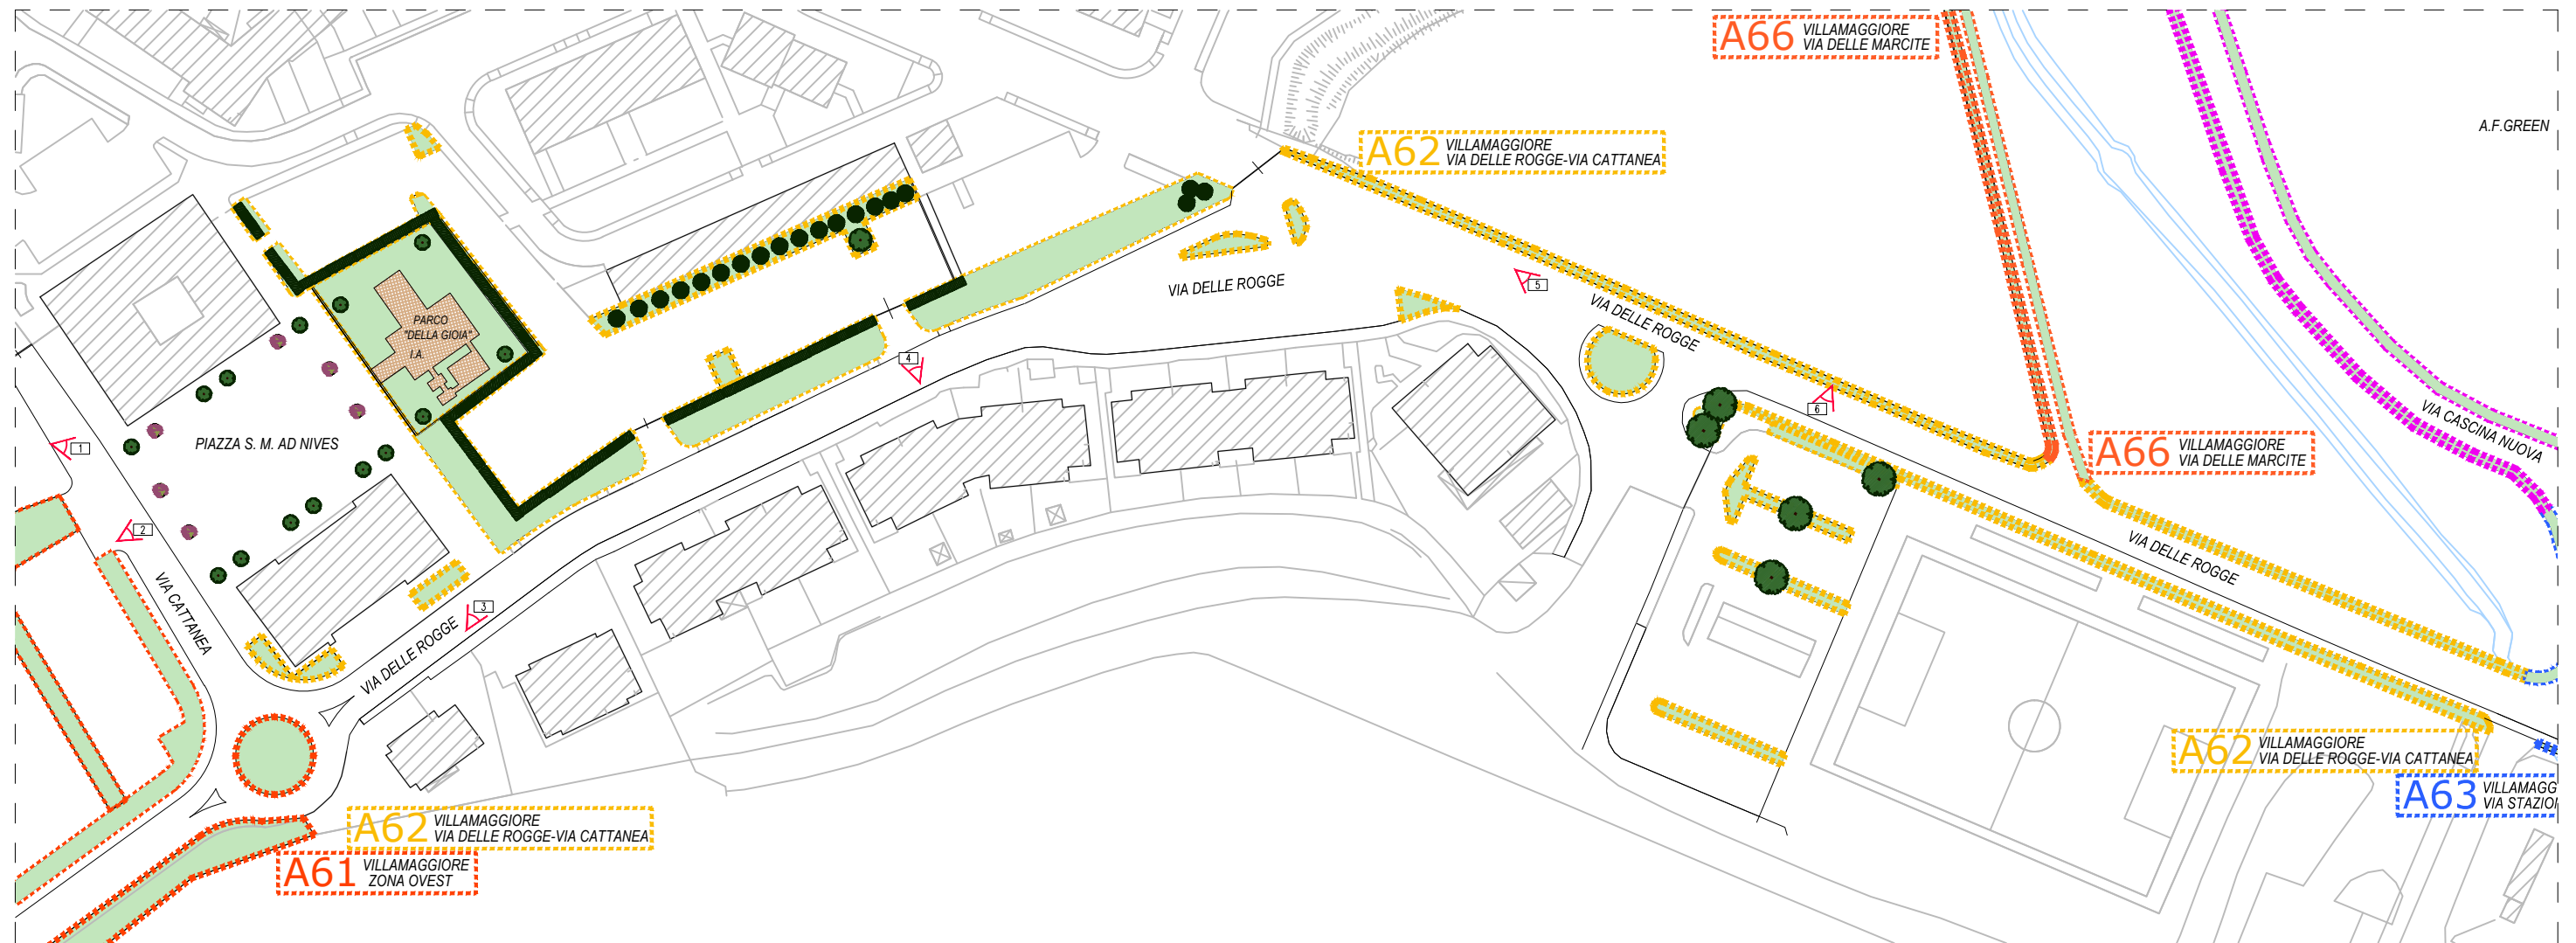 A66 VILLAMAGGIORE
VIA DELLE MARCITE
A.F.GREEN
A62 VILLAMAGGIORE
VIA DELLE ROGGE-VIA CATTANEA
VIA DELLE ROGGE
5
VIA DELLE ROGGE
PARCO
"DELLA GIOIA"
I.A.
4
6
VIA CASCINA NUOVA
PIAZZA S. M. AD NIVES
1
A66 VILLAMAGGIORE
VIA DELLE MARCITE
2
VIA DELLE ROGGE
VIA CATTANEA
3
VIA DELLE ROGGE
A62 VILLAMAGGIORE
VIA DELLE ROGGE-VIA CATTANEA
A63 VILLAMAGG
VIA STAZIO
A62 VILLAMAGGIORE
VIA DELLE ROGGE-VIA CATTANEA
A61 VILLAMAGGIORE
ZONA OVEST